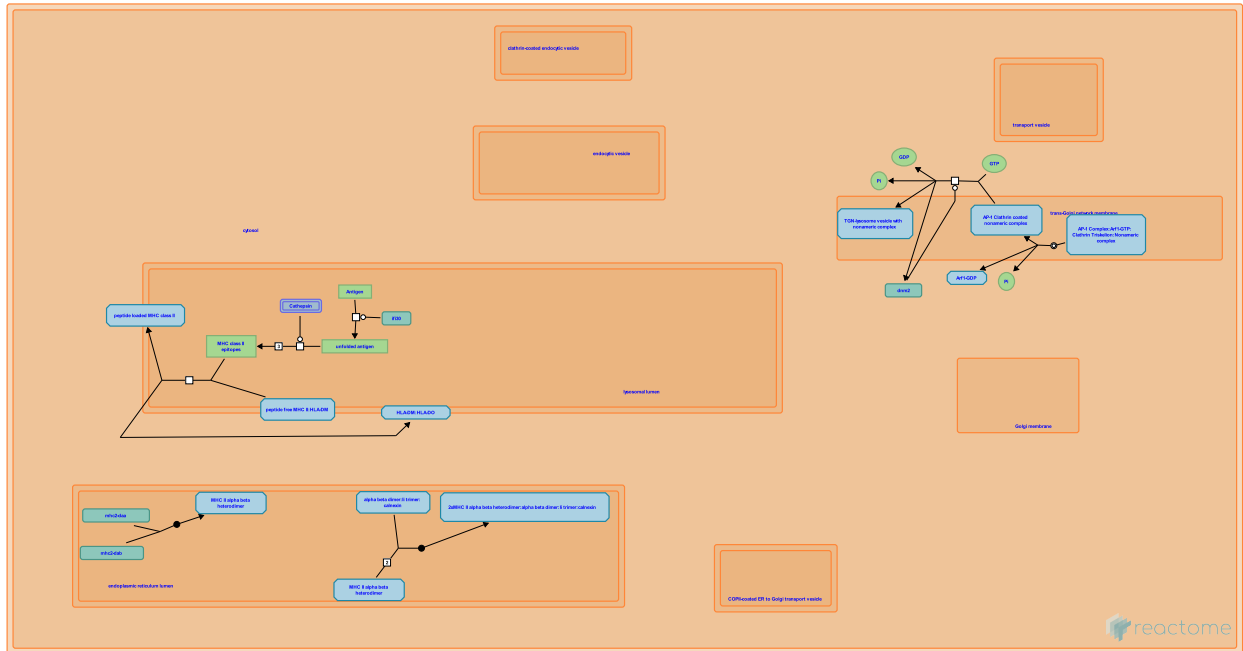 clathrin-coated endocytic vesicle
transport vesicle
endocytic vesicle
GDP
GTP
Pi
TGN-lysosome vesicle with
nonameric complex
AP-1 Clathrin coated
nonameric complex
trans-Golgi network membrane
AP-1 Complex:Arf1-GTP:
Clathrin Triskelion: Nonameric
complex
cytosol
Arf1-GDP
Pi
dnm2
Antigen
Cathepsin
peptide loaded MHC class II
ifi30
MHC class II
epitopes
unfolded antigen
lysosomal lumen
peptide free MHC II:HLA-DM
HLA-DM:HLA-DO
Golgi membrane
MHC II alpha beta
heterodimer
alpha beta dimer:Ii trimer:
calnexin
2xMHC II alpha beta heterodimer:alpha beta dimer:Ii trimer:calnexin
mhc2-daa
mhc2-dab
2
endoplasmic reticulum lumen
MHC II alpha beta
heterodimer
COPII-coated ER to Golgi transport vesicle
reactome